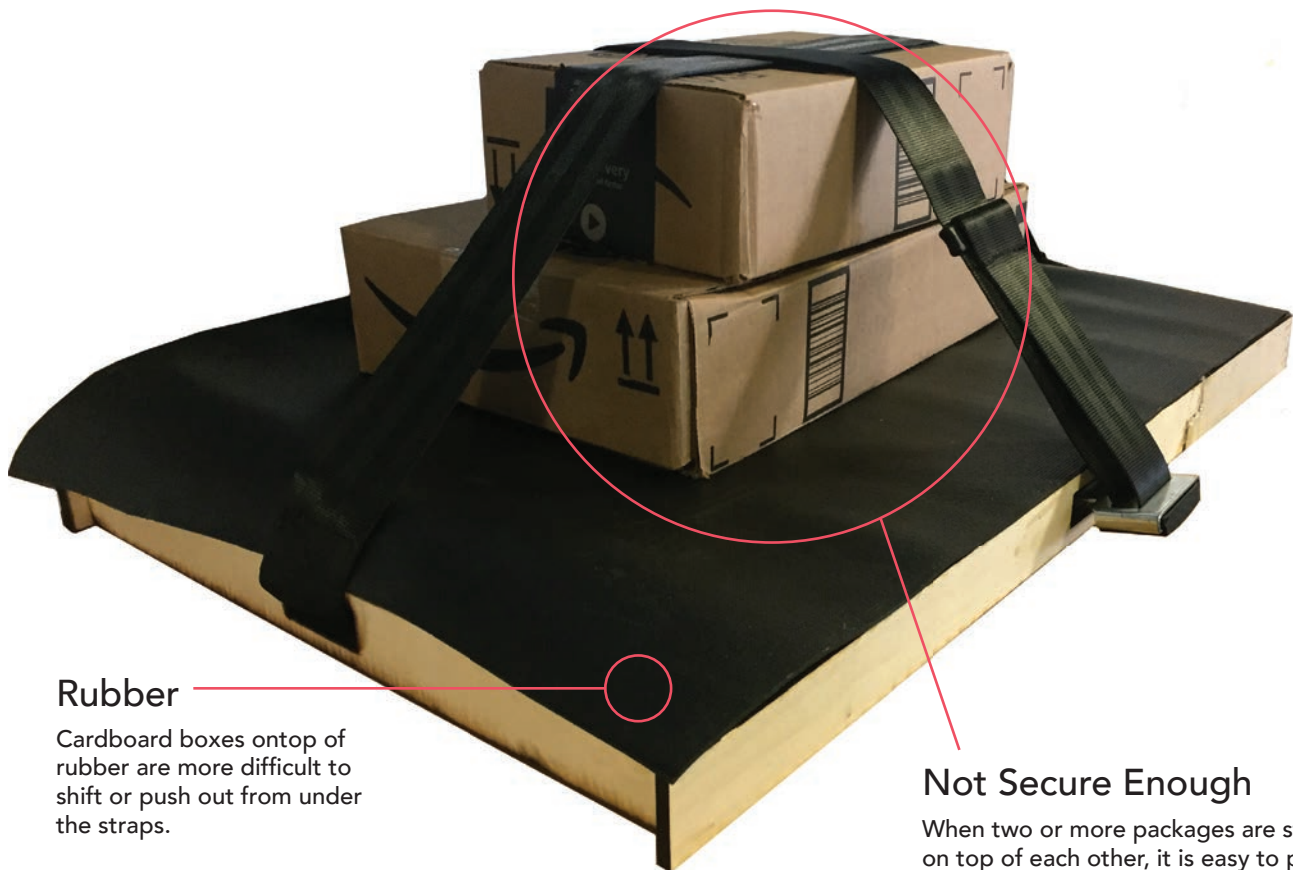 very
Rubber
Cardboard boxes ontop of
rubber are more difficult to
shift or push out from under
the straps.
Not Secure Enough
When two or more packages are
on top of each other, it is easy to